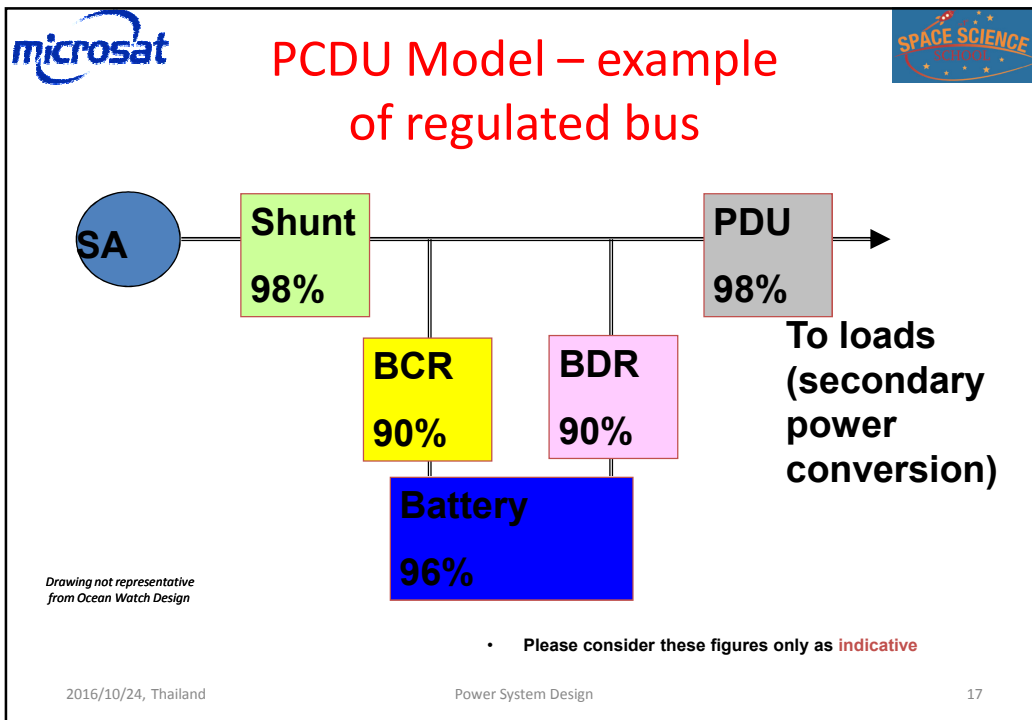 microsat
PCDU Model – example
of regulated bus
SPACE SCIENCE
SCHOOL
SA
Shunt
98%
PDU
98%
BCR
90%
BDR
90%
Battery
96%
To loads
(secondary
power
conversion)
Drawing not representative
from Ocean Watch Design
• Please consider these figures only as indicative
2016/10/24, Thailand
Power System Design
17